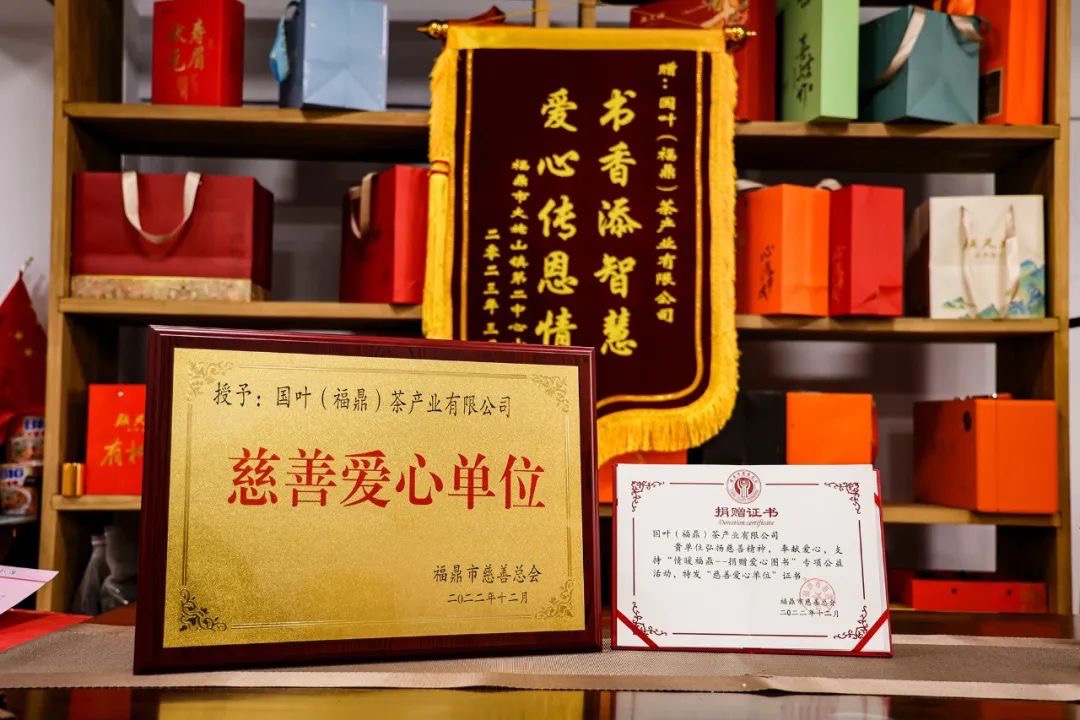 寿眉
赠：国叶（福鼎）茶产业有限公司
书香添智慧
爱心传恩情
福鼎市太姥山镇第二中心小
二零二三年三月
授予：国叶（福鼎）茶产业有限公司
慈善爱心单位
福鼎市慈善总会
二〇二二年十二月
捐赠证书
Donation certificate
国叶（福鼎）茶产业有限公司
贵单位弘扬慈善精神，奉献爱心，支
持“情暖福鼎--捐赠爱心图书”专项公益
活动，特发“慈善爱心单位”证书
福鼎市慈善总会
二〇二二年十二月